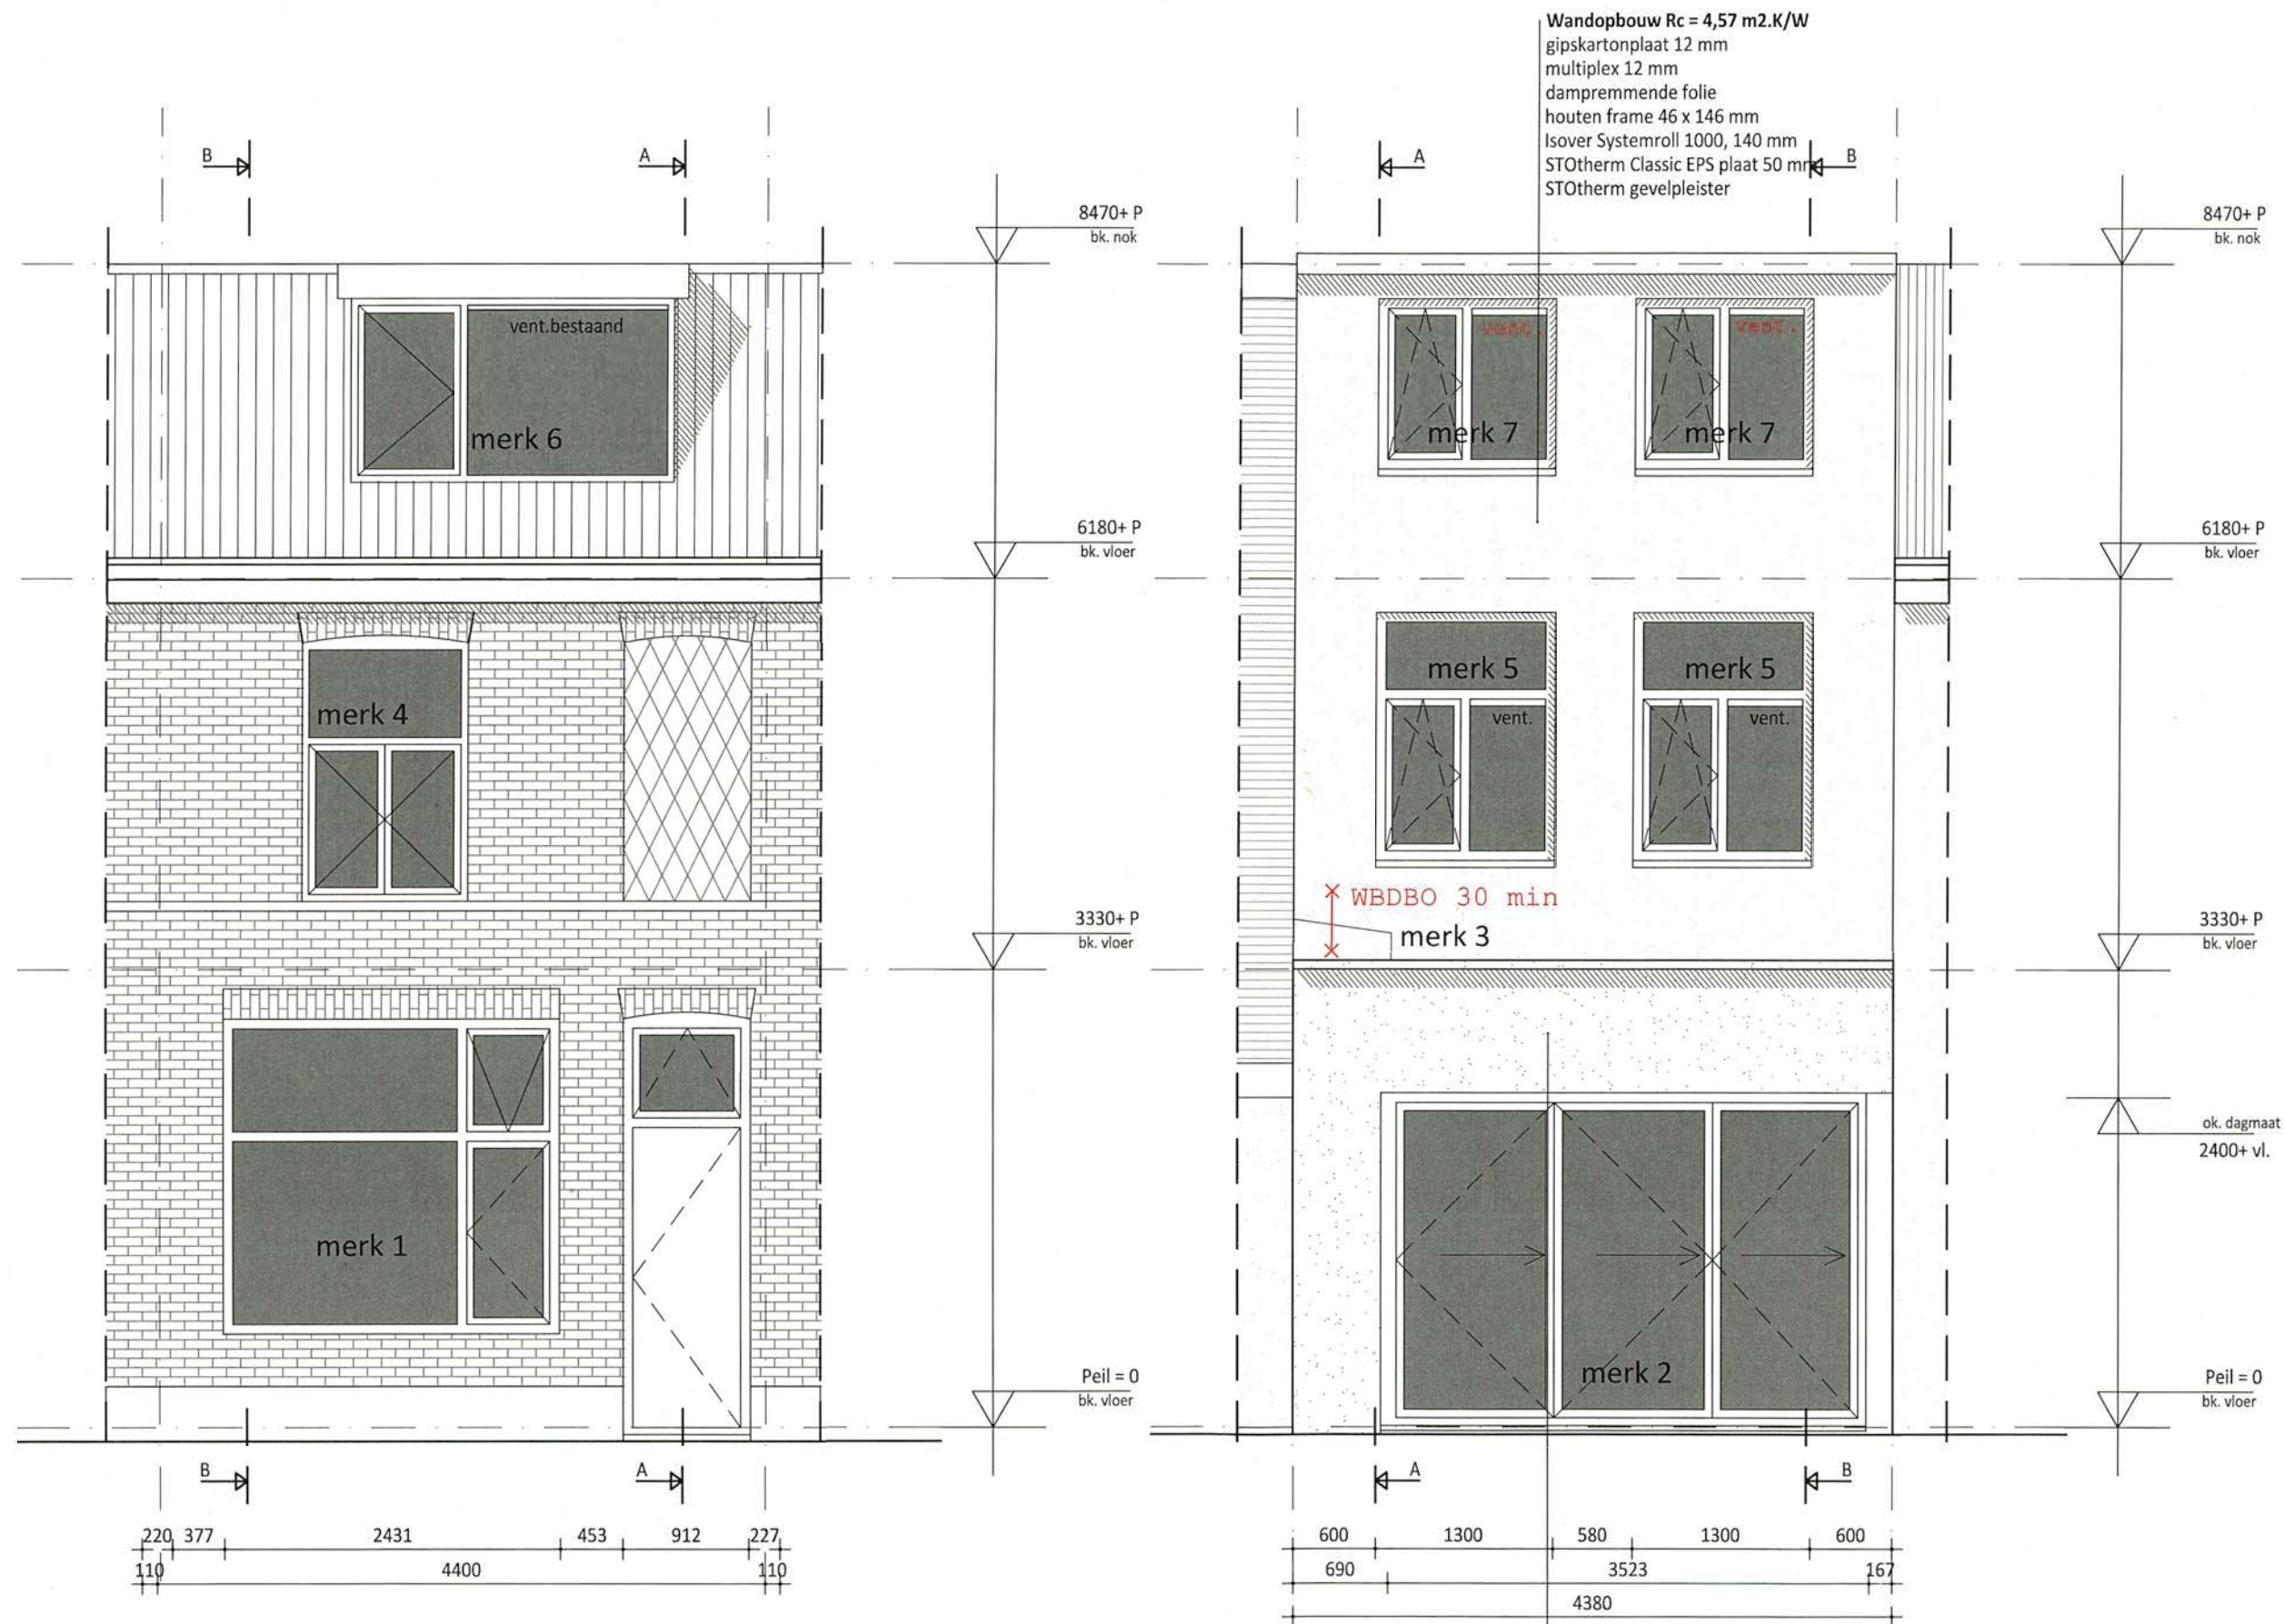 Wandopbouw Rc = 4,57 m2.K/W
gipskartonplaat 12 mm
multiplex 12 mm
dampremmende folie
houten frame 46 x 146 mm
Isover Systemroll 1000, 140 mm
STOtherm Classic EPS plaat 50 mm
STOtherm gevelpleister
B
A
A
B
8470+ P
bk. nok
8470+ P
bk. nok
vent.bestaand
merk 6
vent.
vent.
merk 7
merk 7
6180+ P
bk. vloer
6180+ P
bk. vloer
merk 4
merk 5
merk 5
vent.
vent.
WBDBO 30 min
merk 3
3330+ P
bk. vloer
3330+ P
bk. vloer
ok. dagmaat
2400+ vl.
merk 1
merk 2
Peil = 0
bk. vloer
Peil = 0
bk. vloer
B
A
A
B
220 377 2431 453 912 227
110 4400 110
600 1300 580 1300 600
690 3523 167
4380